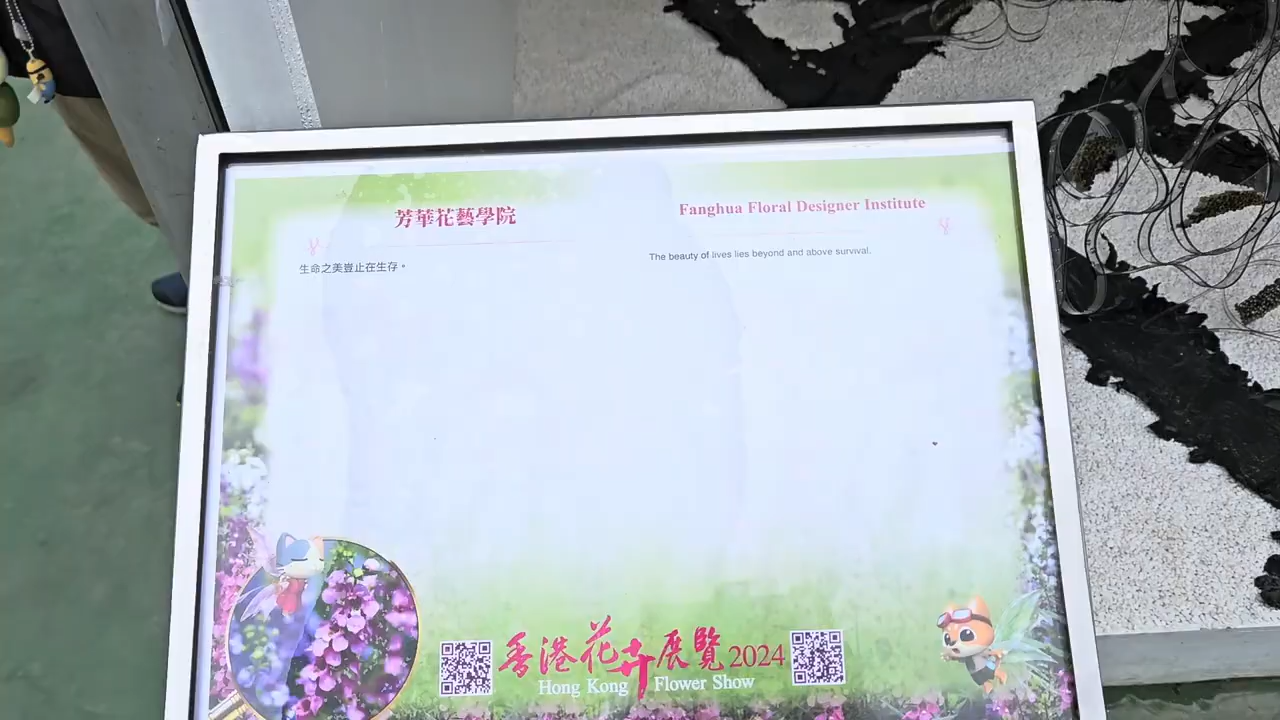 芳華花藝學院
生命之美豈止在生存。
Fanghua Floral Designer Institute
The beauty of lives lies beyond and above survival.
香港花卉展覽2024
Hong Kong Flower Show